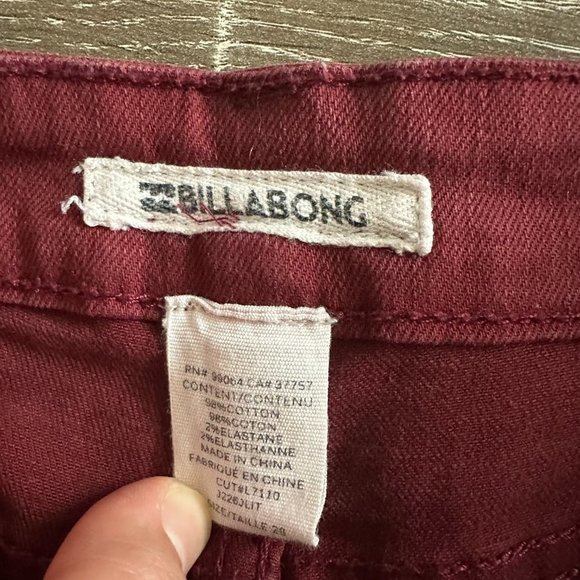 BILLABONG
RN# 99064 CA# 37757
CONTENT/CONTENU
98%COTTON
98%COTON
2%ELASTANE
2%ELASTHANNE
MADE IN CHINA
FABRIQUÉ EN CHINE
CUT#L7110
J226JLIT
SIZE/TAILLE